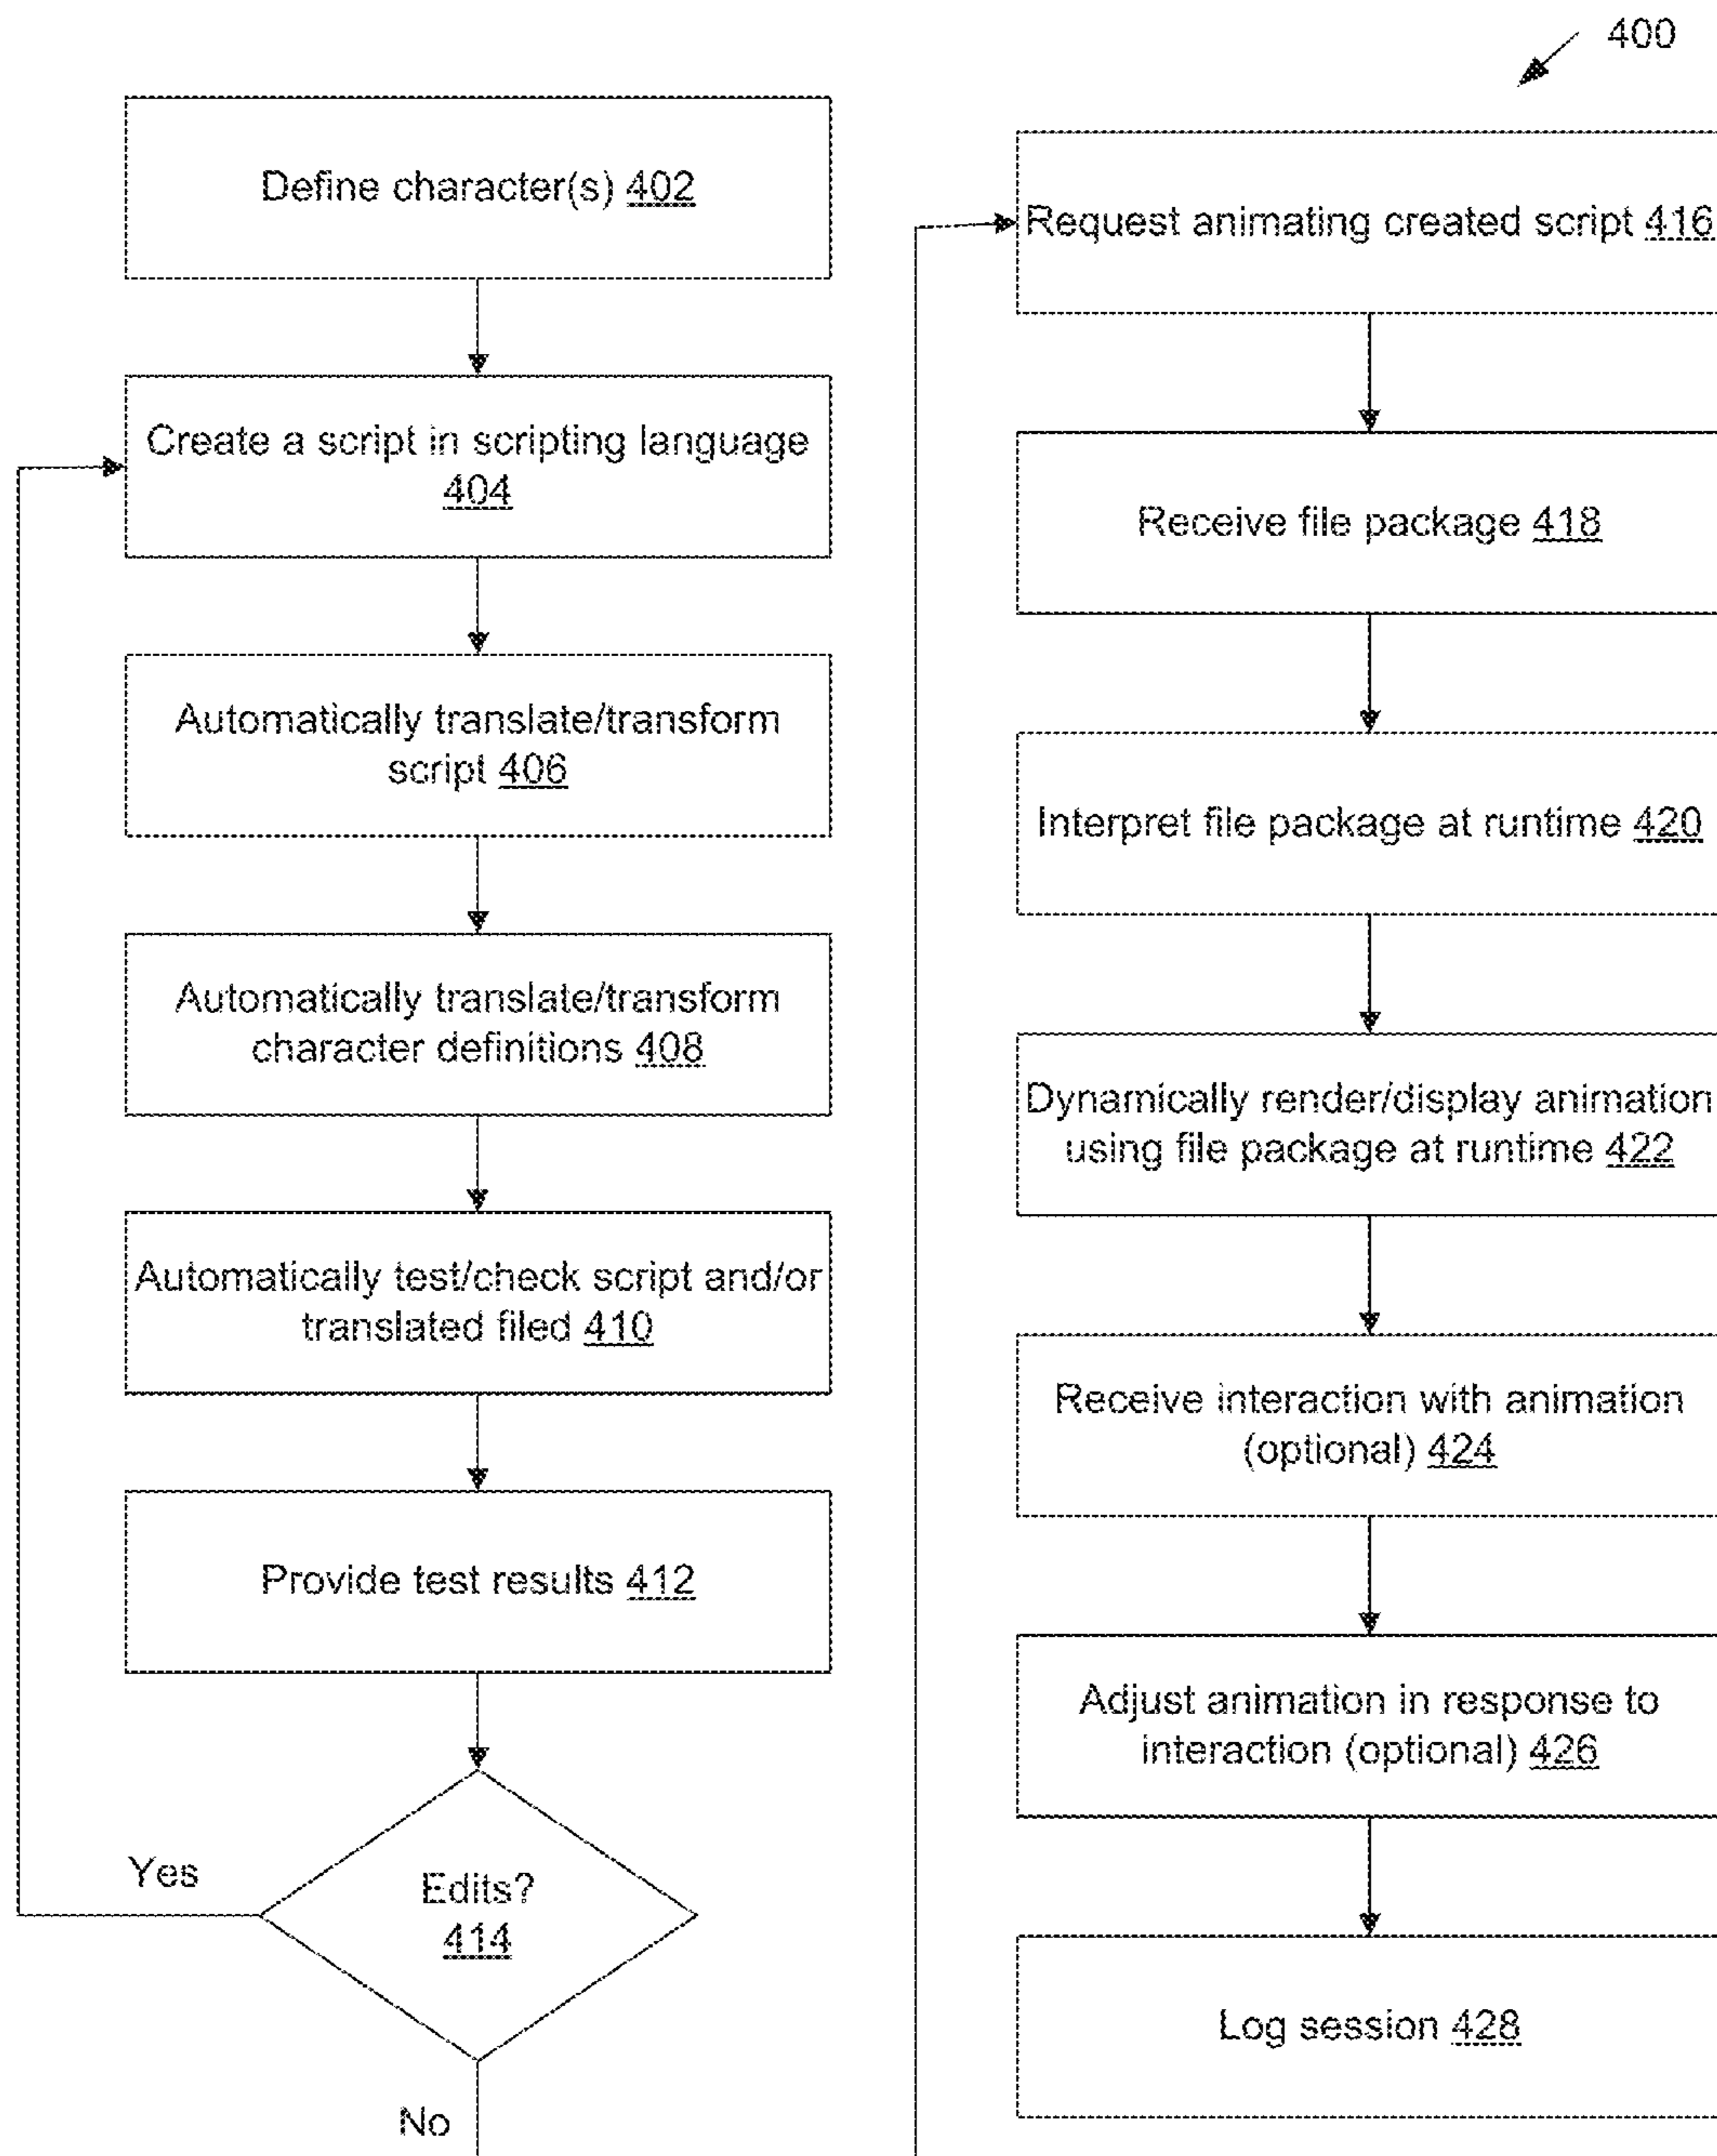 400
Define character(s) 402
Create a script in scripting language
404
Automatically translate/transform
script 406
Automatically translate/transform
character definitions 408
Automatically test/check script and/or
translated filed 410
Provide test results 412
Edits?
414
Yes
No
Request animating created script 416
Receive file package 418
Interpret file package at runtime 420
Dynamically render/display animation
using file package at runtime 422
Receive interaction with animation
(optional) 424
Adjust animation in response to
interaction (optional) 426
Log session 428